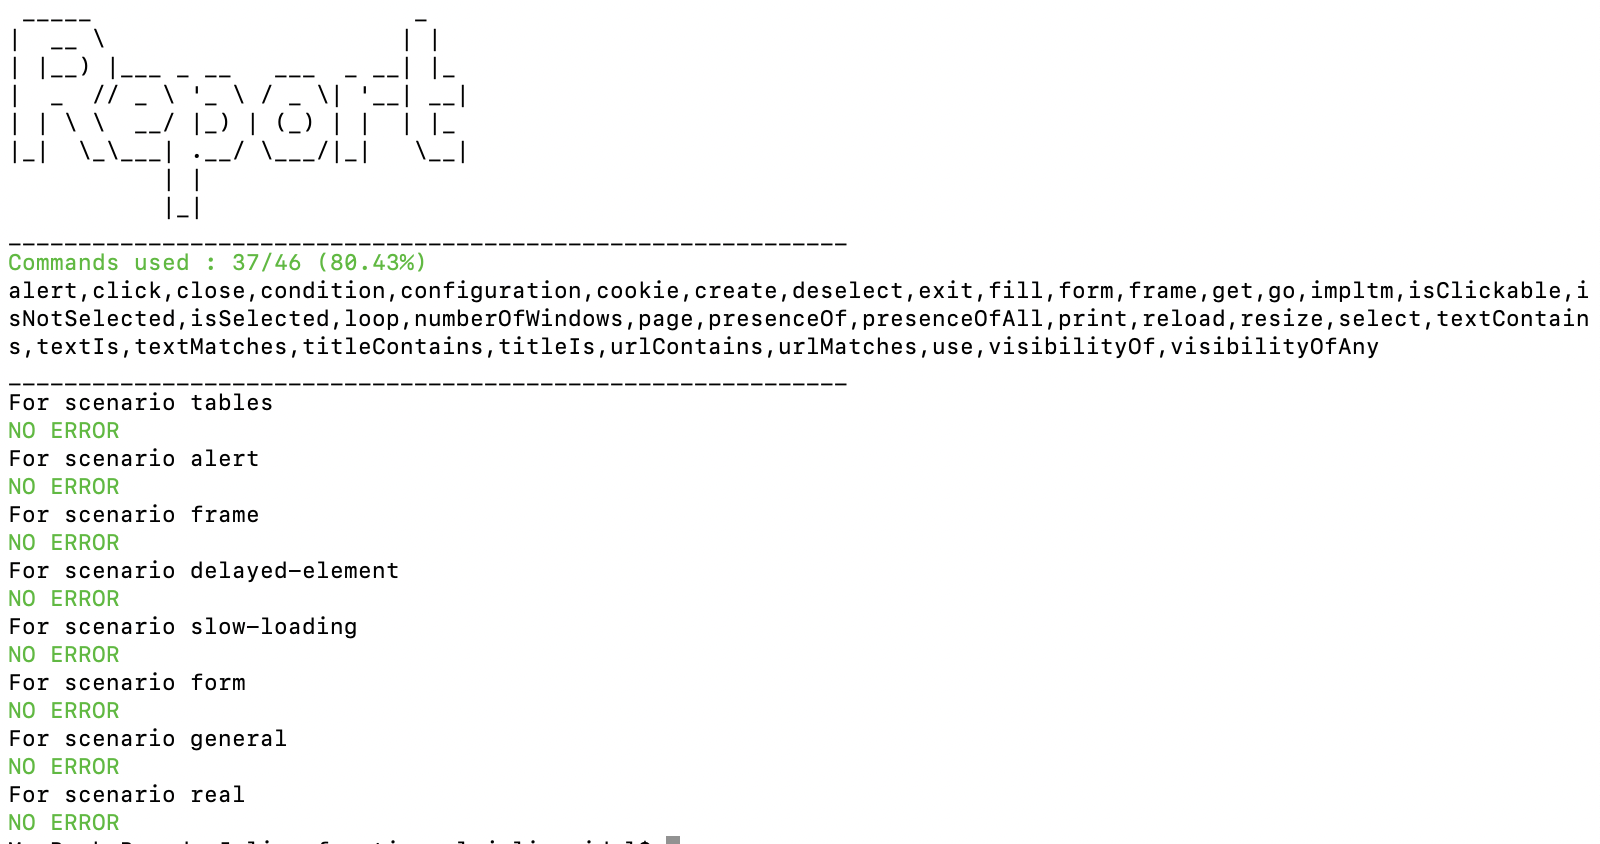 Report
Commands used : 37/46 (80.43%)
alert,click,close,condition,configuration,cookie,create,deselect,exit,fill,form,frame,get,go,impltm,isClickable,i
sNotSelected,isSelected,loop,numberOfWindows,page,presenceOf,presenceOfAll,print,reload,resize,select,textContain
s,textIs,textMatches,titleContains,titleIs,urlContains,urlMatches,use,visibilityOf,visibilityOfAny
For scenario tables
NO ERROR
For scenario alert
NO ERROR
For scenario frame
NO ERROR
For scenario delayed-element
NO ERROR
For scenario slow-loading
NO ERROR
For scenario form
NO ERROR
For scenario general
NO ERROR
For scenario real
NO ERROR